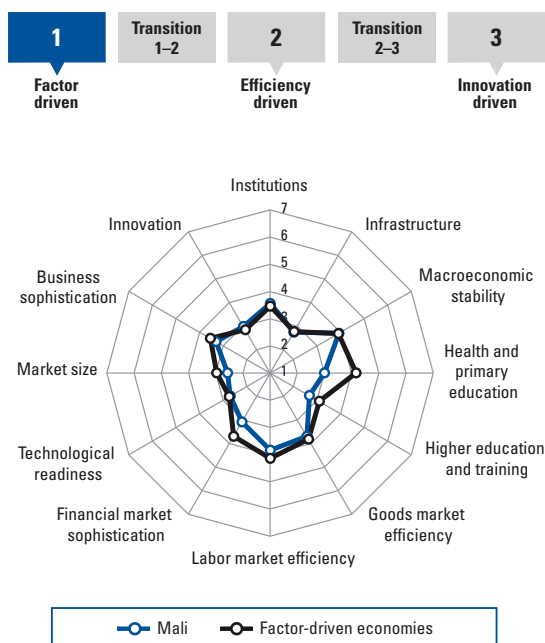 1
Transition
1–2
2
Transition
2–3
3
Factor
driven
Efficiency
driven
Innovation
driven
Institutions
7
6
5
4
3
2
1
Infrastructure
Macroeconomic
stability
Health and
primary
education
Higher education
and training
Goods market
efficiency
Labor market efficiency
Financial market
sophistication
Technological
readiness
Market size
Business
sophistication
Innovation
Mali
Factor-driven economies